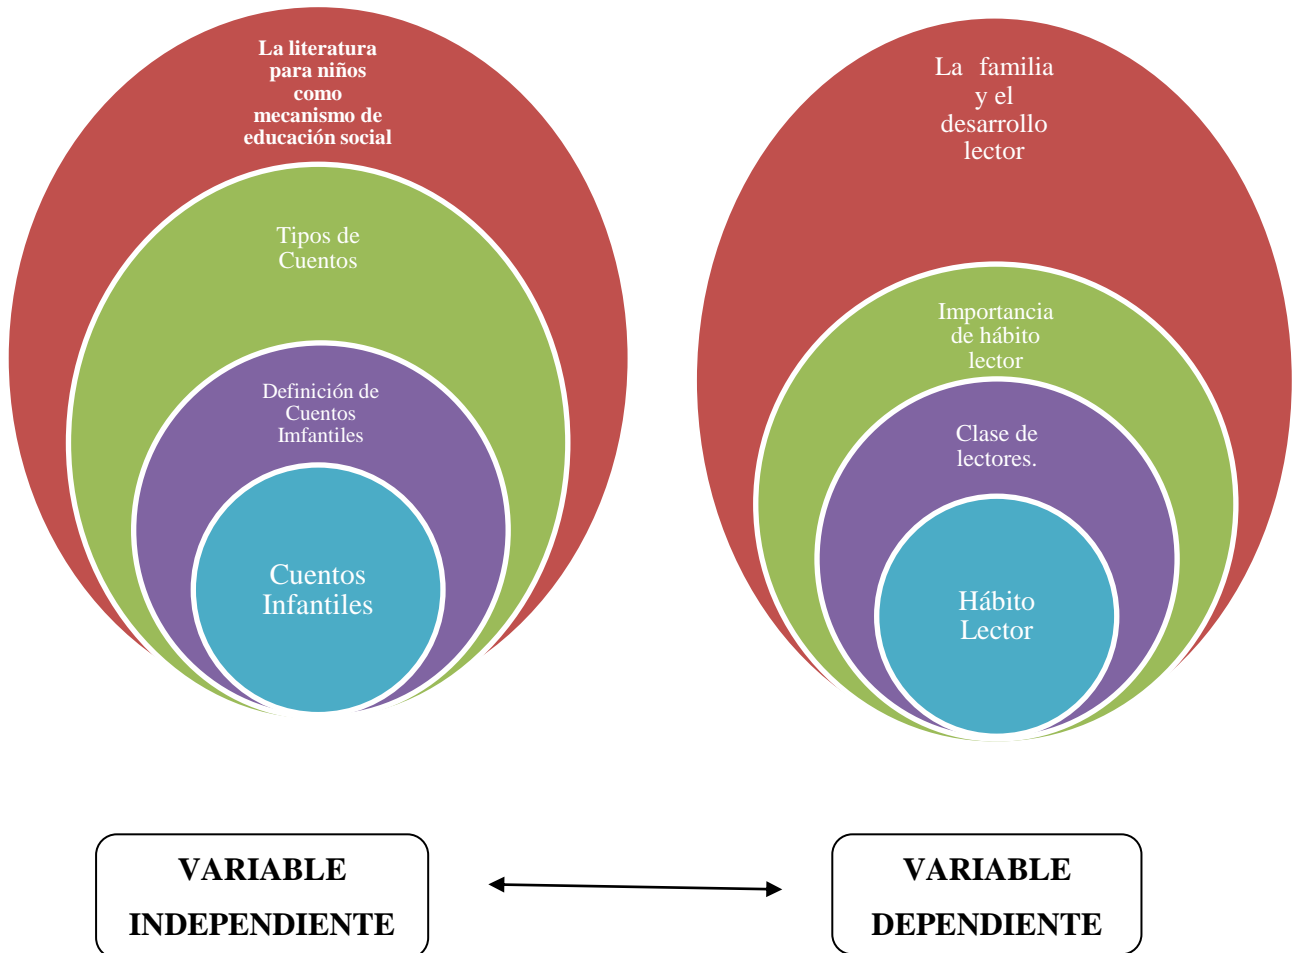 La literatura
para niños
como
mecanismo de
educación social
Tipos de
Cuentos
Definición de
Cuentos
Imfantiles
Cuentos
Infantiles
La familia
y el
desarrollo
lector
Importancia
de hábito
lector
Clase de
lectores.
Hábito
Lector
VARIABLE
INDEPENDIENTE
VARIABLE
DEPENDIENTE